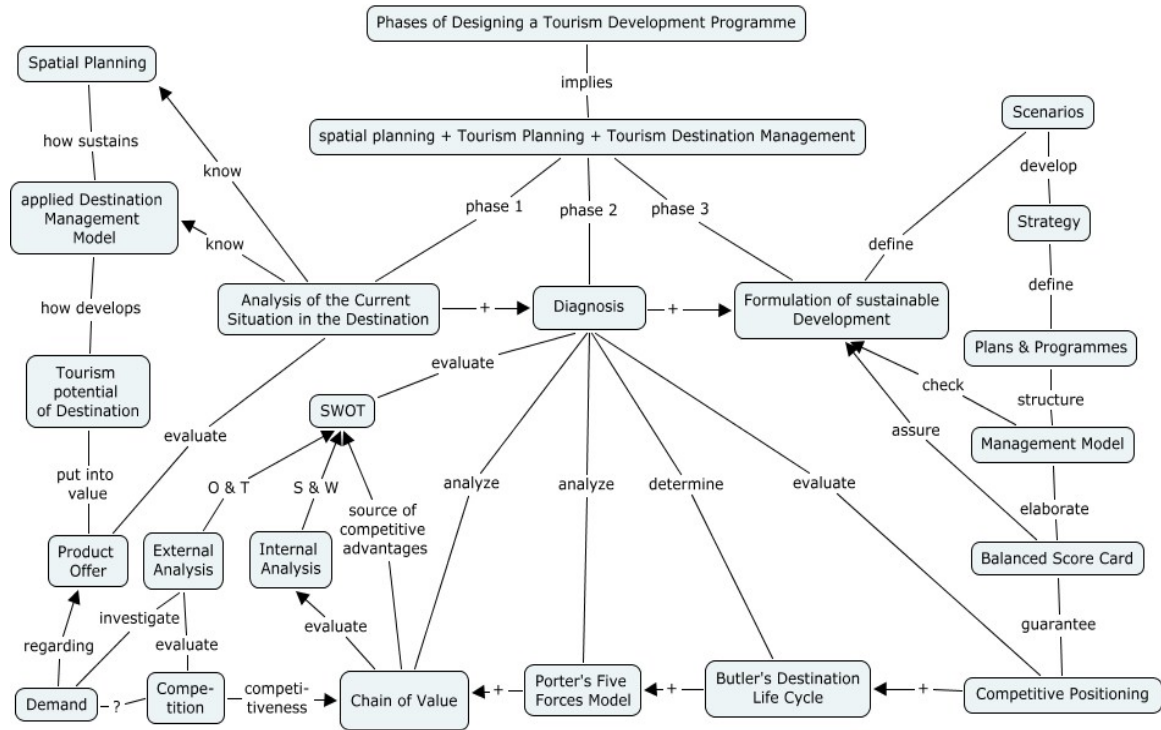 Phases of Designing a Tourism Development Programme
Spatial Planning
implies
Scenarios
spatial planning + Tourism Planning + Tourism Destination Management
how sustains
know
develop
applied Destination
Management
Model
phase 1
phase 2
phase 3
Strategy
know
define
how develops
Analysis of the Current
Situation in the Destination
+
Diagnosis
+
Formulation of sustainable
Development
define
Plans & Programmes
Tourism
potential
of Destination
evaluate
SWOT
check
structure
evaluate
assure
Management Model
put into
value
O & T
S & W
source of
competitive
advantages
analyze
analyze
determine
evaluate
elaborate
Product
Offer
External
Analysis
Internal
Analysis
Balanced Score Card
investigate
regarding
evaluate
evaluate
guarantee
Demand
?
Compe-
tition
competi-
tiveness
Chain of Value
+
Porter's Five
Forces Model
+
Butler's Destination
Life Cycle
+
Competitive Positioning